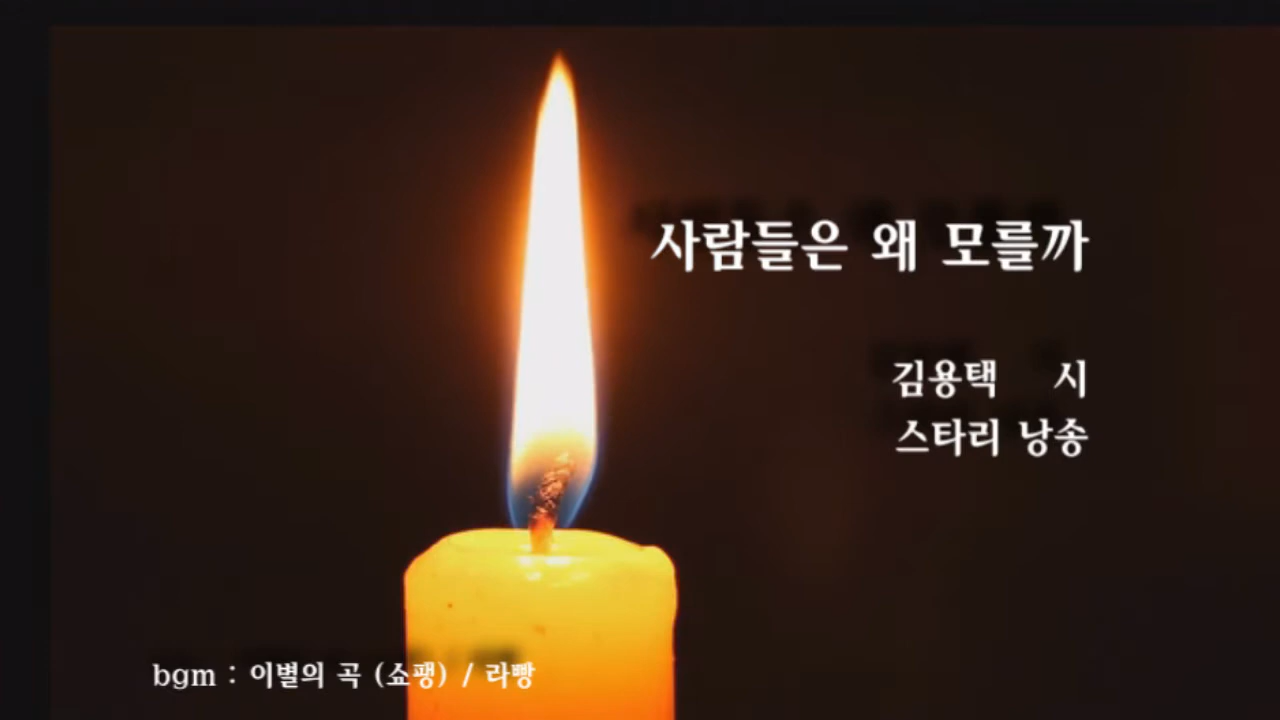 사람들은 왜 모를까
김용택 시
스타리 낭송
bgm : 이별의 곡 (쇼팽) / 라빵